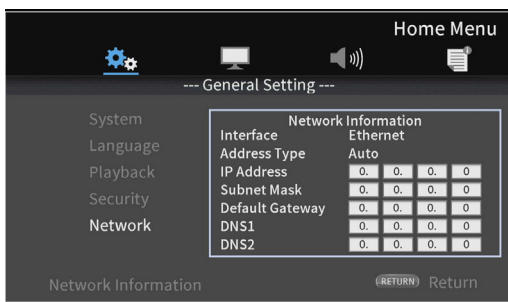 Home Menu
--- General Setting ---
System
Language
Playback
Security
Network
Network Information
Interface Ethernet
Address Type Auto
IP Address 0. 0. 0. 0
Subnet Mask 0. 0. 0. 0
Default Gateway 0. 0. 0. 0
DNS1 0. 0. 0. 0
DNS2 0. 0. 0. 0
Network Information
RETURN Return